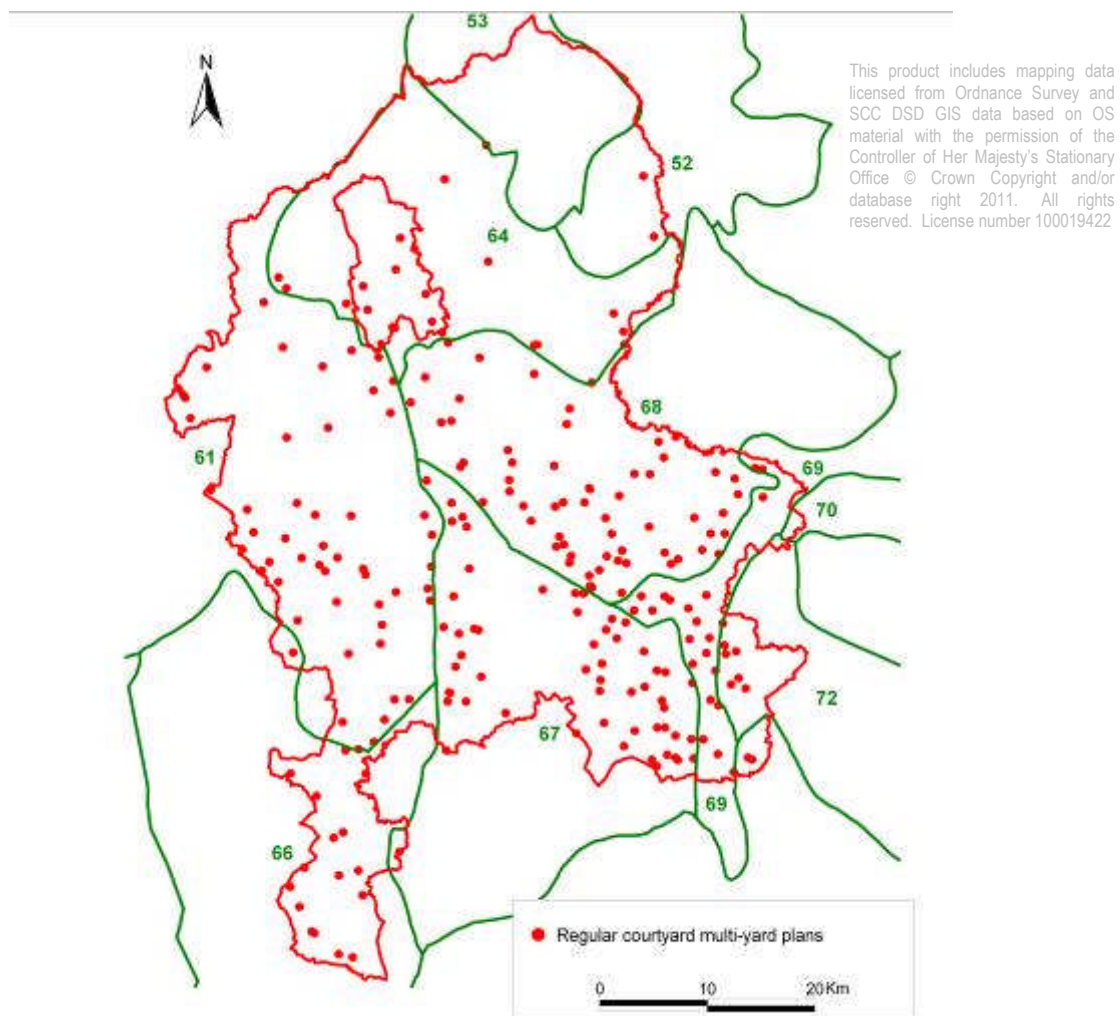 53
N
This product includes mapping data
licensed from Ordnance Survey and
SCC DSD GIS data based on OS
material with the permission of the
Controller of Her Majesty's Stationary
Office © Crown Copyright and/or
database right 2011. All rights
reserved. License number 100019422
52
64
68
61
69
70
72
67
69
66
Regular courtyard multi-yard plans
0 10 20Km